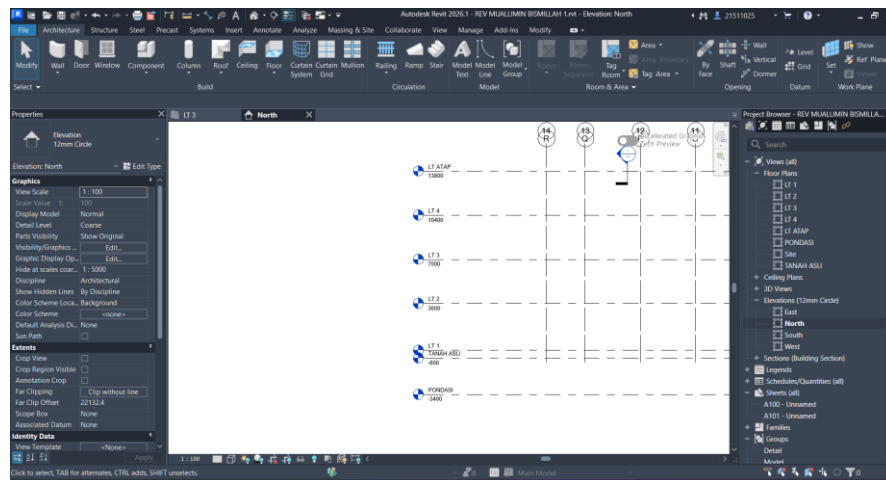 Autodesk Revit 2026.1 - REV MUALLIMIN BISMILLAH 1.rvt - Elevation: North
21511025
File Architecture Structure Steel Precast Systems Insert Annotate Analyze Massing & Site Collaborate View Manage Add-Ins Modify
Modify Wall Door Window Component Column Roof Ceiling Floor Curtain System Curtain Grid Mullion Railing Ramp Stair Model Text Model Line Model Group Room Room Separator Tag Room Area Area Boundary Tag Area By Face Shaft Wall Vertical Dormer Level Grid Set Show Ref Plane Viewer
Select Build Circulation Model Room & Area Opening Datum Work Plane
Properties
LT 3
North
Project Browser - REV MUALLIMIN BISMILLA...
Elevation
12mm Circle
Elevation: North
Edit Type
Graphics
View Scale 1 : 100
Scale Value 1: 100
Display Model Normal
Detail Level Coarse
Parts Visibility Show Original
Visibility/Graphics ... Edit...
Graphic Display Op... Edit...
Hide at scales coar... 1 : 5000
Discipline Architectural
Show Hidden Lines By Discipline
Color Scheme Loca... Background
Color Scheme <none>
Default Analysis Di... None
Sun Path
Extents
Crop View
Crop Region Visible
Annotation Crop
Far Clipping Clip without line
Far Clip Offset 22132.4
Scope Box None
Associated Datum None
Identity Data
View Template <None>
Apply
14 13 12 11
R Q
Accelerated Graphics
Tech Preview
LT ATAP
13800
LT 4
10400
LT 3
7000
LT 2
3600
LT 1
TANAH ASLI
-800
PONDASI
-3400
Search
Views (all)
Floor Plans
LT 1
LT 2
LT 3
LT 4
LT ATAP
PONDASI
Site
TANAH ASLI
Ceiling Plans
3D Views
Elevations (12mm Circle)
East
North
South
West
Sections (Building Section)
Legends
Schedules/Quantities (all)
Sheets (all)
A100 - Unnamed
A101 - Unnamed
Families
Groups
Detail
Model
1 : 100
Click to select, TAB for alternates, CTRL adds, SHIFT unselects.
Main Model